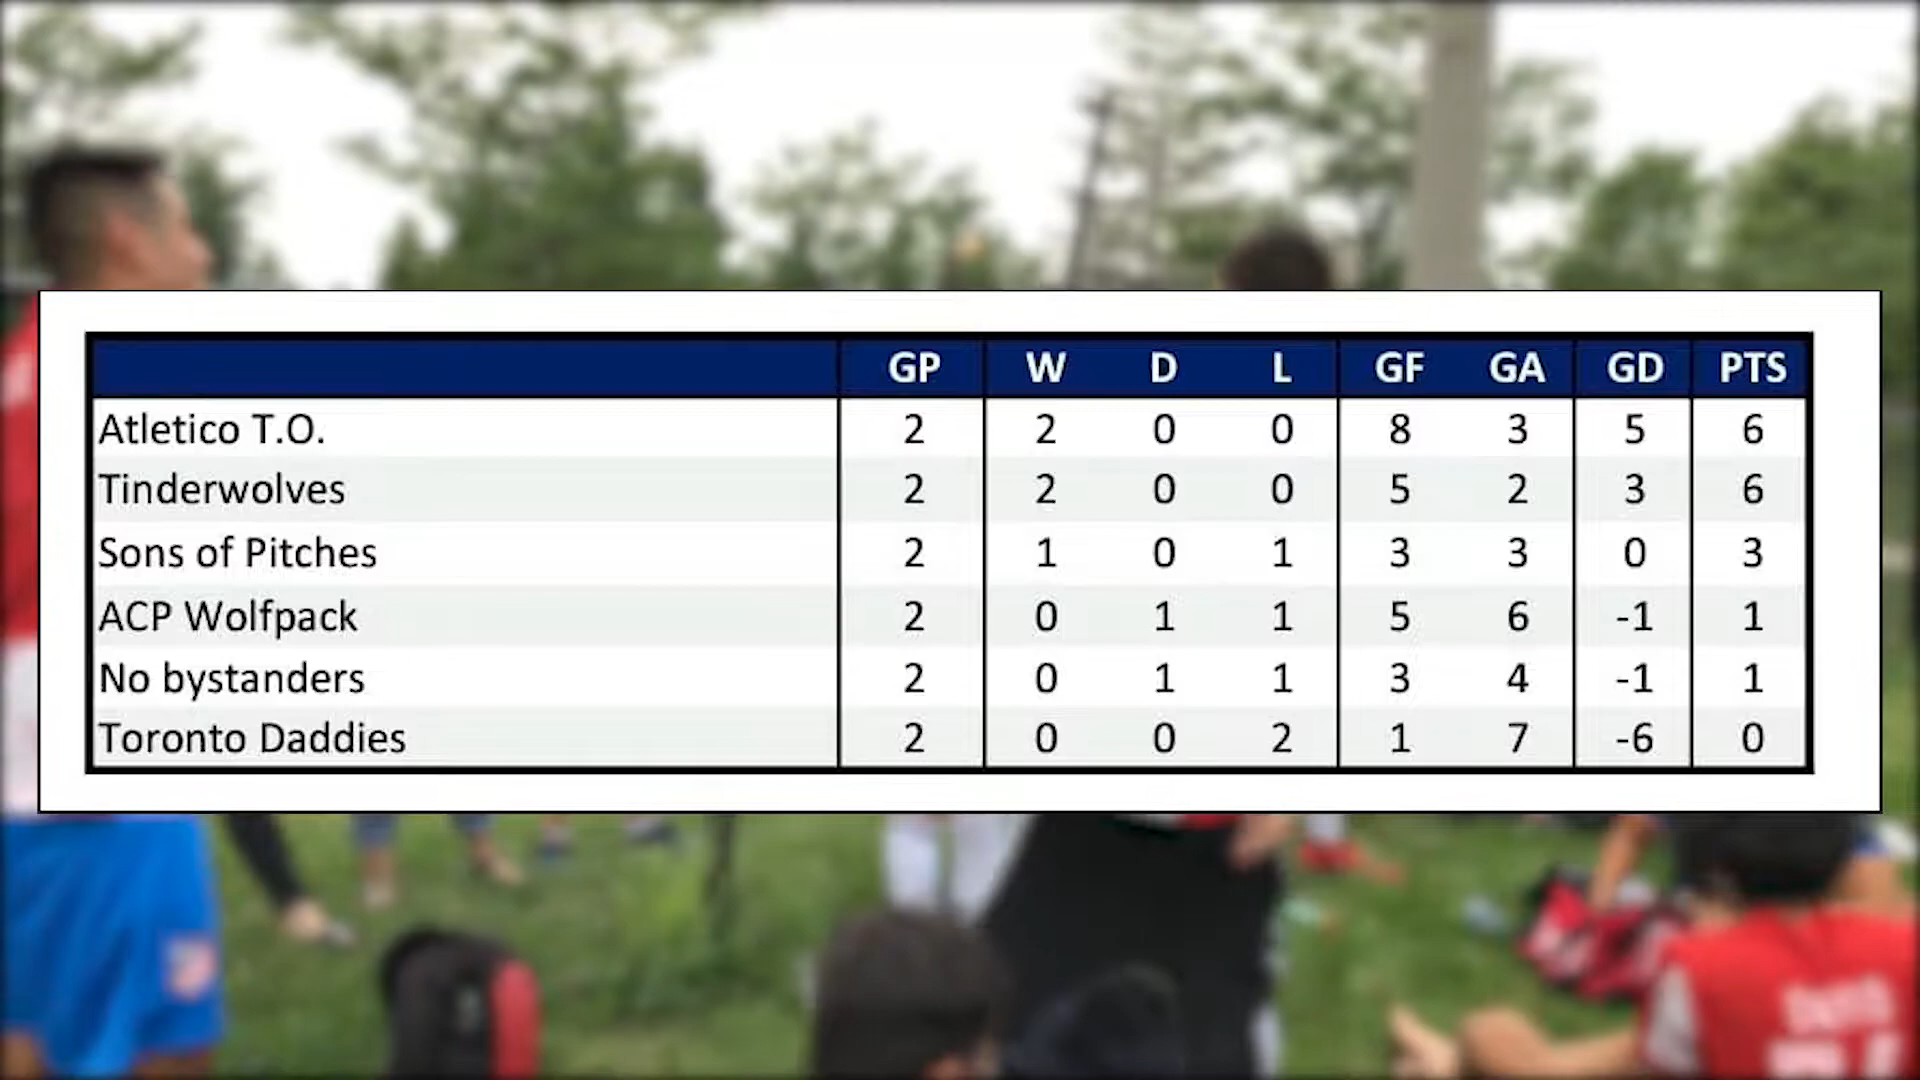 GP W D L GF GA GD PTS
Atletico T.O. 2 2 0 0 8 3 5 6
Tinderwolves 2 2 0 0 5 2 3 6
Sons of Pitches 2 1 0 1 3 3 0 3
ACP Wolfpack 2 0 1 1 5 6 -1 1
No bystanders 2 0 1 1 3 4 -1 1
Toronto Daddies 2 0 0 2 1 7 -6 0